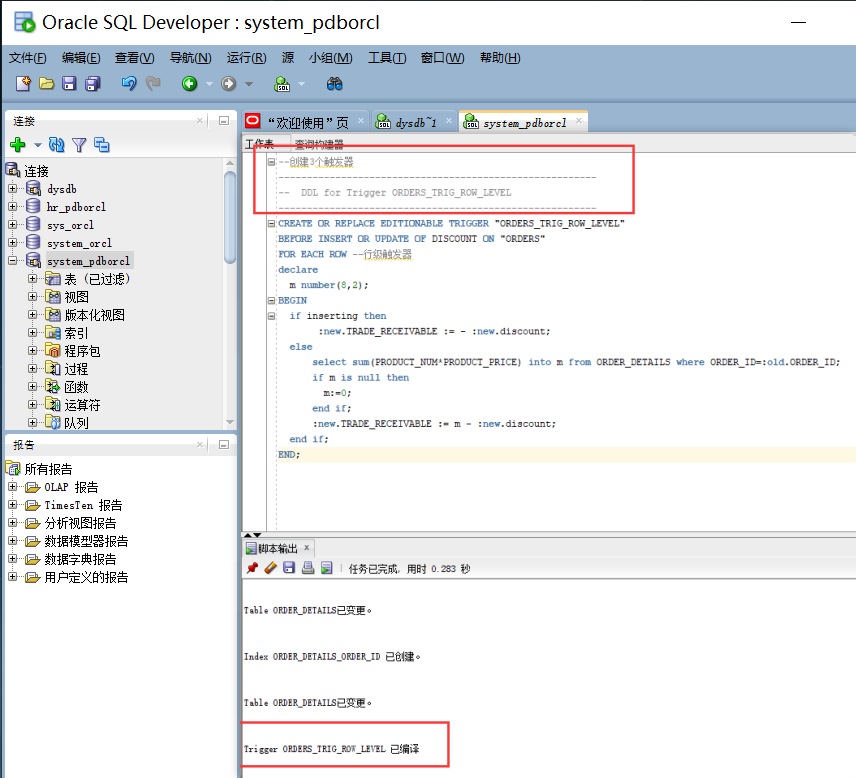 Oracle SQL Developer : system_pdborcl
文件(F) 编辑(E) 查看(V) 导航(N) 运行(R) 源 小组(M) 工具(T) 窗口(W) 帮助(H)
连接
连接
dysdb
hr_pdborcl
sys_orcl
system_orcl
system_pdborcl
表（已过滤）
视图
版本化视图
索引
程序包
过程
函数
运算符
队列
报告
所有报告
OLAP 报告
TimesTen 报告
分析视图报告
数据模型器报告
数据字典报告
用户定义的报告
“欢迎使用”页 dysdb~1 system_pdborcl
工作表 查询构建器
--创建3个触发器
--------------------------------------------------------
--  DDL for Trigger ORDERS_TRIG_ROW_LEVEL
--------------------------------------------------------
CREATE OR REPLACE EDITIONABLE TRIGGER "ORDERS_TRIG_ROW_LEVEL"
BEFORE INSERT OR UPDATE OF DISCOUNT ON "ORDERS"
FOR EACH ROW --行级触发器
declare
m number(8,2);
BEGIN
if inserting then
:new.TRADE_RECEIVABLE := - :new.discount;
else
select sum(PRODUCT_NUM*PRODUCT_PRICE) into m from ORDER_DETAILS where ORDER_ID=:old.ORDER_ID;
if m is null then
m:=0;
end if;
:new.TRADE_RECEIVABLE := m - :new.discount;
end if;
END;
脚本输出
任务已完成, 用时 0.283 秒
Table ORDER_DETAILS已变更。
Index ORDER_DETAILS_ORDER_ID 已创建。
Table ORDER_DETAILS已变更。
Trigger ORDERS_TRIG_ROW_LEVEL 已编译